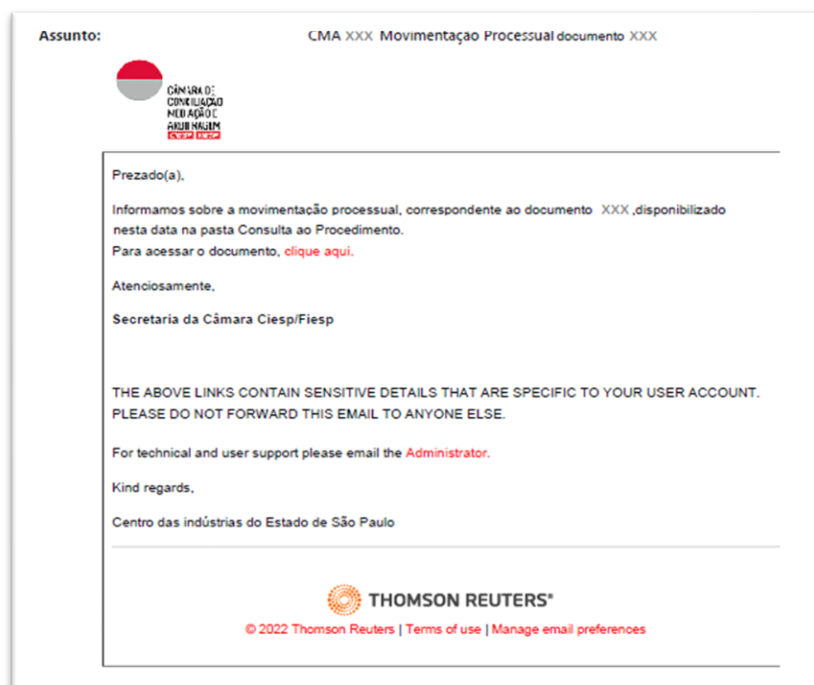 Assunto: CMA XXX Movimentação Processual documento XXX
CÂMARA DE
CONCILIAÇÃO
MEDIAÇÃO E
ARBITRAGEM
CIESP FIESP
Prezado(a),
Informamos sobre a movimentação processual, correspondente ao documento XXX ,disponibilizado
nesta data na pasta Consulta ao Procedimento.
Para acessar o documento, clique aqui.
Atenciosamente,
Secretaria da Câmara Ciesp/Fiesp
THE ABOVE LINKS CONTAIN SENSITIVE DETAILS THAT ARE SPECIFIC TO YOUR USER ACCOUNT.
PLEASE DO NOT FORWARD THIS EMAIL TO ANYONE ELSE.
For technical and user support please email the Administrator.
Kind regards,
Centro das indústrias do Estado de São Paulo
THOMSON REUTERS®
© 2022 Thomson Reuters | Terms of use | Manage email preferences